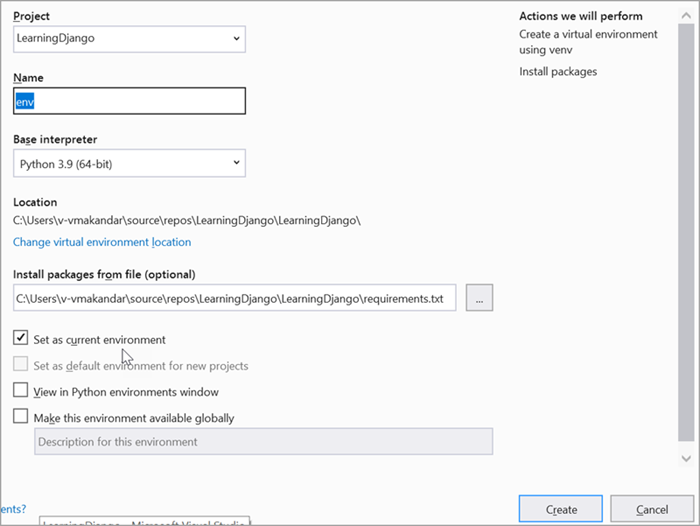 Project
LearningDjango
Name
env
Base interpreter
Python 3.9 (64-bit)
Location
C:\Users\v-vmakandar\source\repos\LearningDjango\LearningDjango\
Change virtual environment location
Install packages from file (optional)
C:\Users\v-vmakandar\source\repos\LearningDjango\LearningDjango\requirements.txt
...
Set as current environment
Set as default environment for new projects
View in Python environments window
Make this environment available globally
Description for this environment
Actions we will perform
Create a virtual environment
using venv
Install packages
ents?
LearningDjango - Microsoft Visual Studio
Create
Cancel